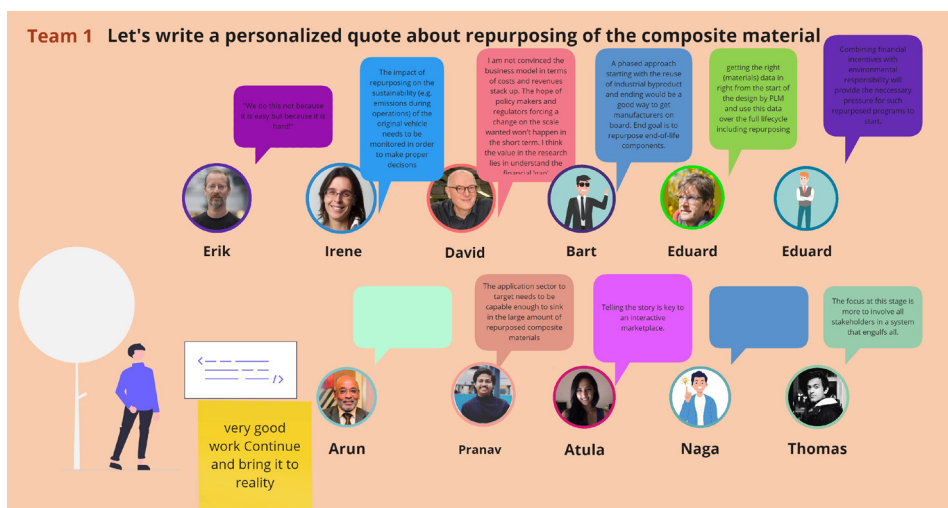 Team 1 Let's write a personalized quote about repurposing of the composite material
"We do this not because
it is easy but because it is
hard!"
The impact of
repurposing on the
sustainability (e.g.
emissions during
operations) of the
original vehicle
needs to be
monitored in order
to make proper
decisons
I am not convinced the
business model in terms
of costs and revenues
stack up. The hope of
policy makers and
regulators forcing a
change on the scale
wanted won't happen in
the short term. I think
the value in the research
lies in understand the
financial 'gap'
A phased approach
starting with the reuse
of industrial byproduct
and ending would be a
good way to get
manufacturers on
board. End goal is to
repurpose end-of-life
components.
getting the right
(materials) data in
right from the start of
the design by PLM
and use this data
over the full lifecycle
including repurposing
Combining financial
incentives with
environmental
responsibility will
provide the neccessary
pressure for such
repurposed programs to
start.
Erik
Irene
David
Bart
Eduard
Eduard
The application sector to
target needs to be
capable enough to sink
in the large amount of
repurposed composite
materials
Telling the story is key to
an interactive
marketplace.
The focus at this stage is
more to involve all
stakeholders in a system
that engulfs all.
Arun
Pranav
Atula
Naga
Thomas
very good
work Continue
and bring it to
reality